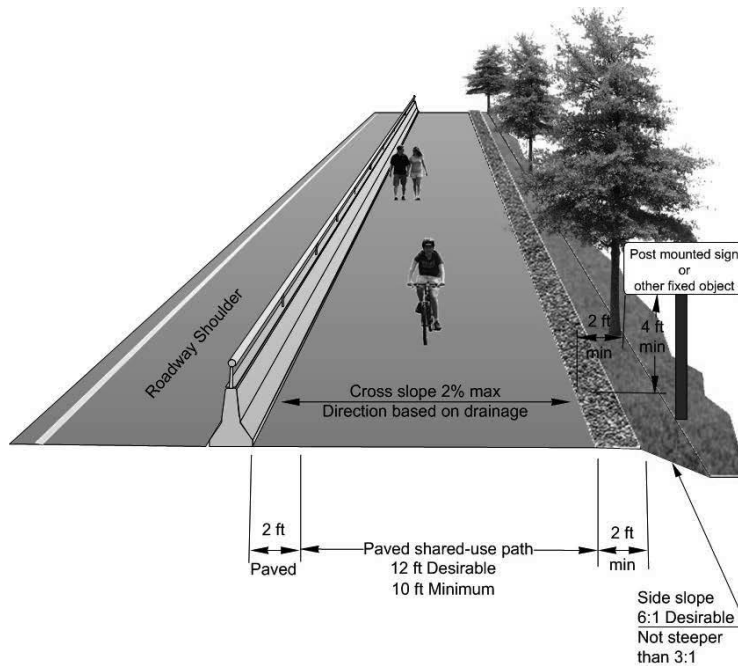 Post mounted sign
or
other fixed object
2 ft
min
4 ft
min
Roadway Shoulder
Cross slope 2% max
Direction based on drainage
2 ft
Paved
Paved shared-use path
12 ft Desirable
10 ft Minimum
2 ft
min
Side slope
6:1 Desirable
Not steeper
than 3:1